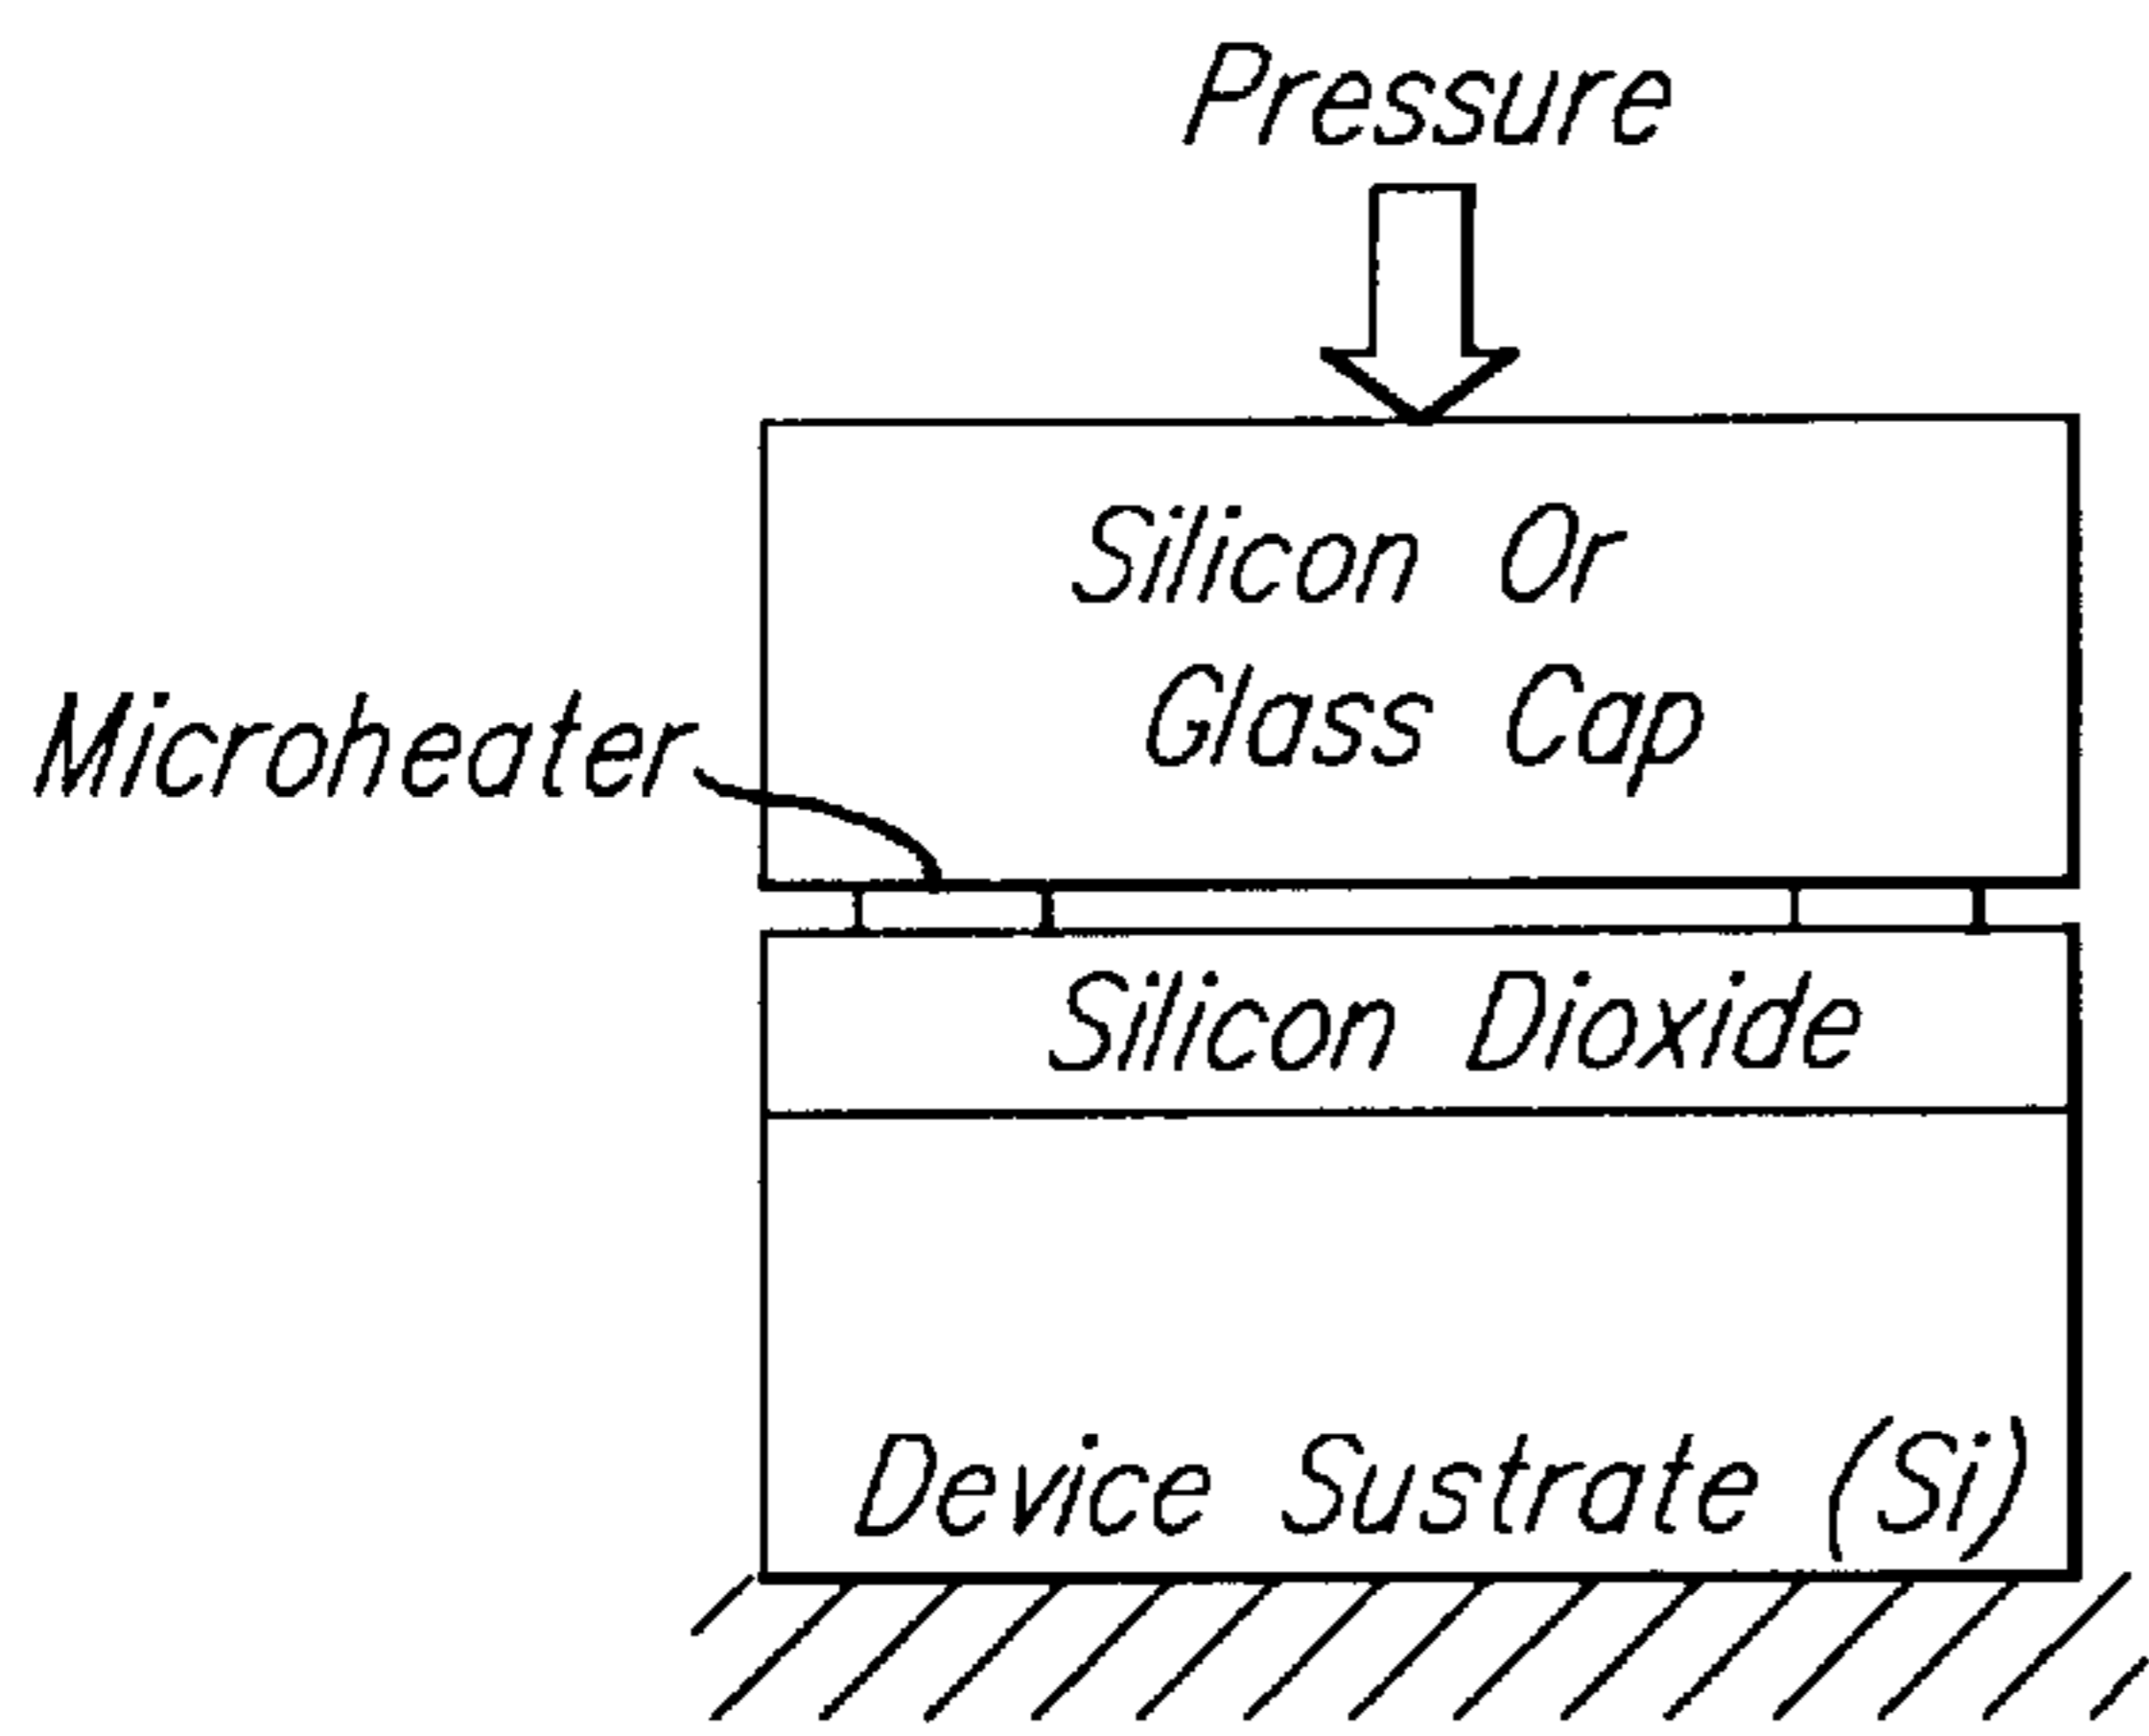 Pressure
Silicon Or
Glass Cap
Microheater
Silicon Dioxide
Device Sustrate (Si)